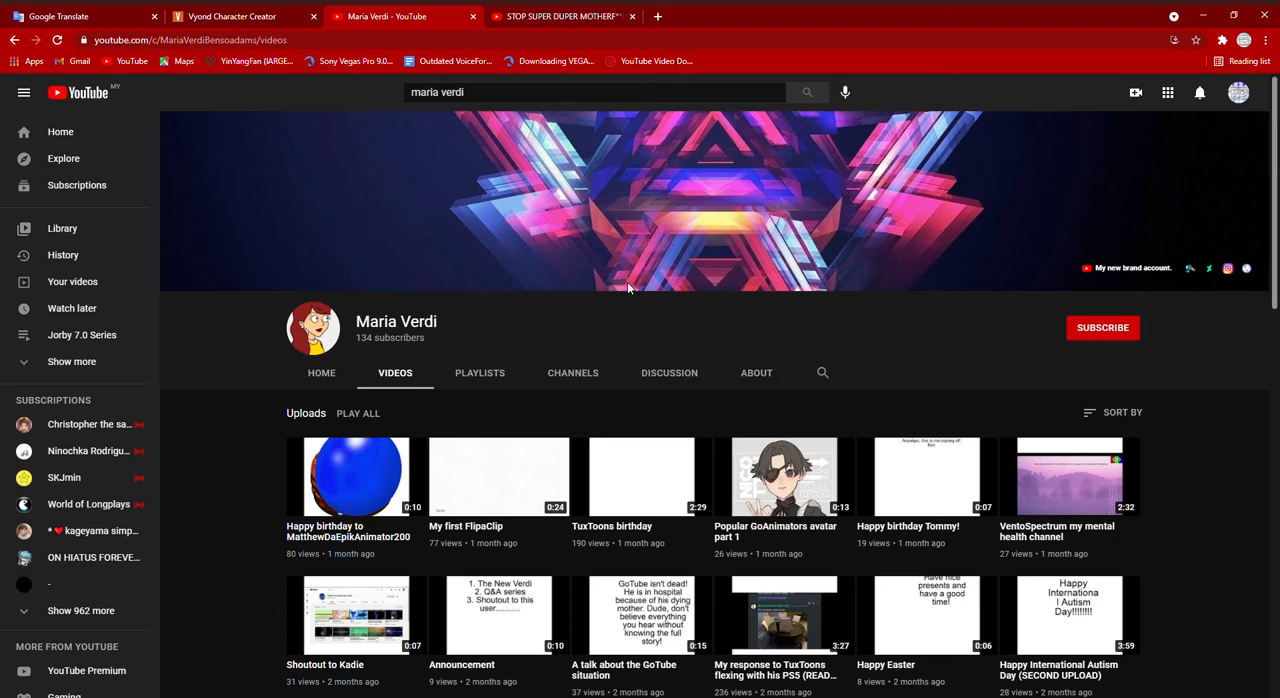 Google Translate
Vyond Character Creator
Maria Verdi - YouTube
STOP SUPER DUPER MOTHERF**
youtube.com/c/MariaVerdiBensoadams/videos
Apps
Gmail
YouTube
Maps
YinYangFan (IARGE...
Sony Vegas Pro 9.0...
Outdated VoiceFor...
Downloading VEGA...
YouTube Video Do...
Reading list
YouTube MY
maria verdi
Home
Explore
Subscriptions
Library
History
Your videos
Watch later
Jorby 7.0 Series
Show more
SUBSCRIPTIONS
Christopher the sa...
Ninochka Rodrigu...
SKJmin
World of Longplays
* ❤kageyama simp...
ON HIATUS FOREVE...
-
Show 962 more
MORE FROM YOUTUBE
YouTube Premium
Gaming
My new brand account.
Maria Verdi
134 subscribers
SUBSCRIBE
HOME
VIDEOS
PLAYLISTS
CHANNELS
DISCUSSION
ABOUT
Uploads
PLAY ALL
SORT BY
0:10
Happy birthday to
MatthewDaEpikAnimator200
80 views • 1 month ago
0:24
My first FlipaClip
77 views • 1 month ago
2:29
TuxToons birthday
190 views • 1 month ago
0:13
Popular GoAnimators avatar
part 1
26 views • 1 month ago
Anyways, this is me signing off.
Bye
0:07
Happy birthday Tommy!
19 views • 1 month ago
2:32
VentoSpectrum my mental
health channel
27 views • 1 month ago
0:07
Shoutout to Kadie
31 views • 2 months ago
1. The New Verdi
2. Q&A series
3. Shoutout to this
user..........
0:10
Announcement
9 views • 2 months ago
GoTube isn't dead!
He is in hospital
because of his dying
mother. Dude, don't
believe everything
you hear without
knowing the full
story!
0:15
A talk about the GoTube
situation
37 views • 2 months ago
3:27
My response to TuxToons
flexing with his PS5 (READ...
236 views • 2 months ago
Have nice
presents and
have a good
time!
0:06
Happy Easter
8 views • 2 months ago
Happy
Internationa
l Autism
Day!!!!!!!
3:59
Happy International Autism
Day (SECOND UPLOAD)
28 views • 2 months ago